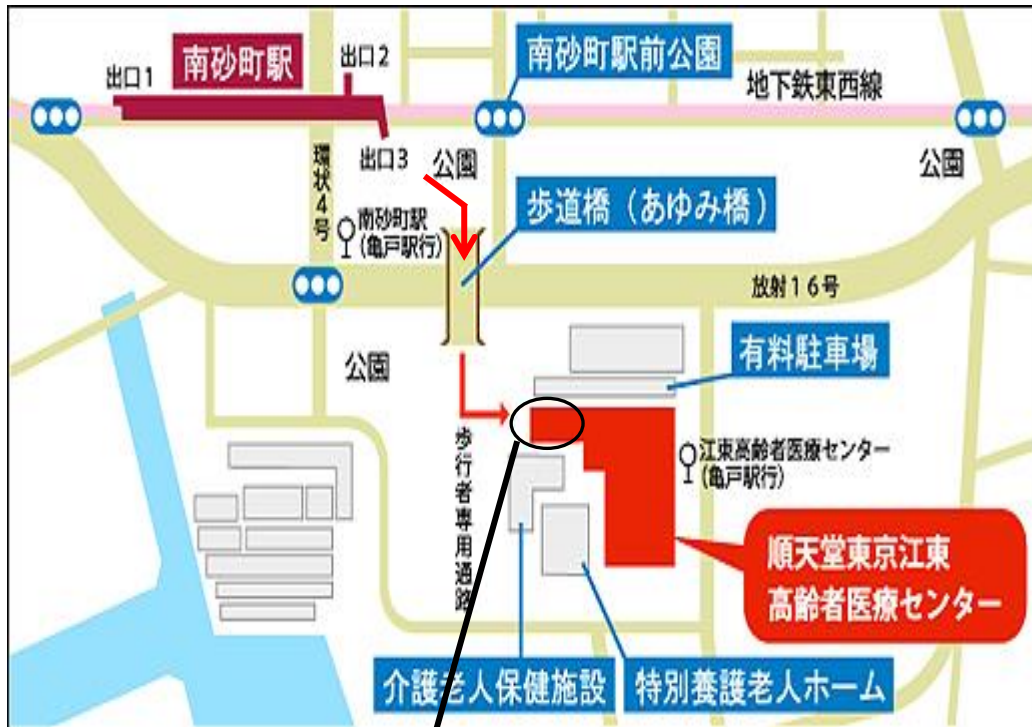 出口1
南砂町駅
出口2
南砂町駅前公園
地下鉄東西線
出口3
公園
公園
環状4号
南砂町駅
(亀戸駅行)
歩道橋(あゆみ橋)
放射16号
公園
有料駐車場
歩行者専用通路
江東高齢者医療センター
(亀戸駅行)
順天堂東京江東
高齢者医療センター
介護老人保健施設
特別養護老人ホーム